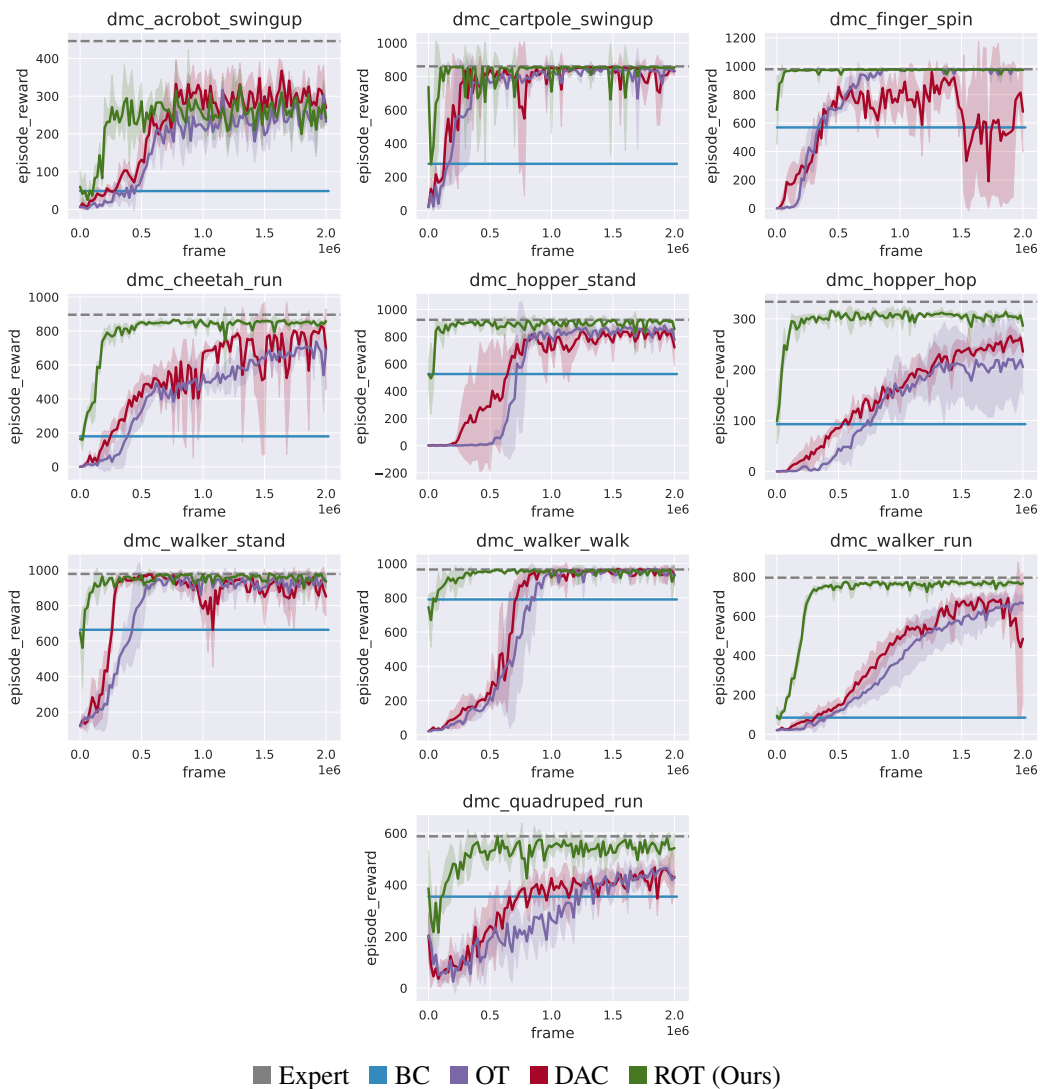 dmc_acrobot_swingup
dmc_cartpole_swingup
dmc_finger_spin
episode_reward
400
300
200
100
0
0.0 0.5 1.0 1.5 2.0
1e6
frame
episode_reward
1000
800
600
400
200
0
0.0 0.5 1.0 1.5 2.0
1e6
frame
episode_reward
1200
1000
800
600
400
200
0
0.0 0.5 1.0 1.5 2.0
1e6
frame
dmc_cheetah_run
dmc_hopper_stand
dmc_hopper_hop
episode_reward
1000
800
600
400
200
0
0.0 0.5 1.0 1.5 2.0
1e6
frame
episode_reward
1000
800
600
400
200
0
−200
0.0 0.5 1.0 1.5 2.0
1e6
frame
episode_reward
300
200
100
0
0.0 0.5 1.0 1.5 2.0
1e6
frame
dmc_walker_stand
dmc_walker_walk
dmc_walker_run
episode_reward
1000
800
600
400
200
0.0 0.5 1.0 1.5 2.0
1e6
frame
episode_reward
1000
800
600
400
200
0
0.0 0.5 1.0 1.5 2.0
1e6
frame
episode_reward
800
600
400
200
0
0.0 0.5 1.0 1.5 2.0
1e6
frame
dmc_quadruped_run
episode_reward
600
400
200
0
0.0 0.5 1.0 1.5 2.0
1e6
frame
Expert BC OT DAC ROT (Ours)